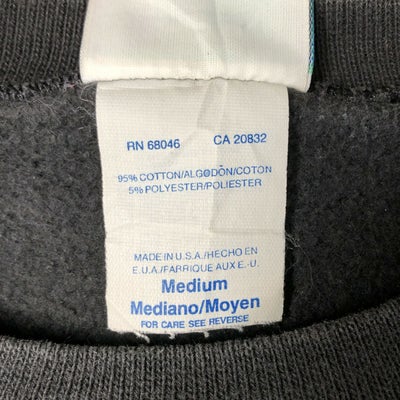 RN 68046 CA 20832
95% COTTON/ALGODÓN/COTON
5% POLYESTER/POLIESTER
MADE IN U.S.A./HECHO EN
E.U.A./FABRIQUE AUX E.-U.
Medium
Mediano/Moyen
FOR CARE SEE REVERSE